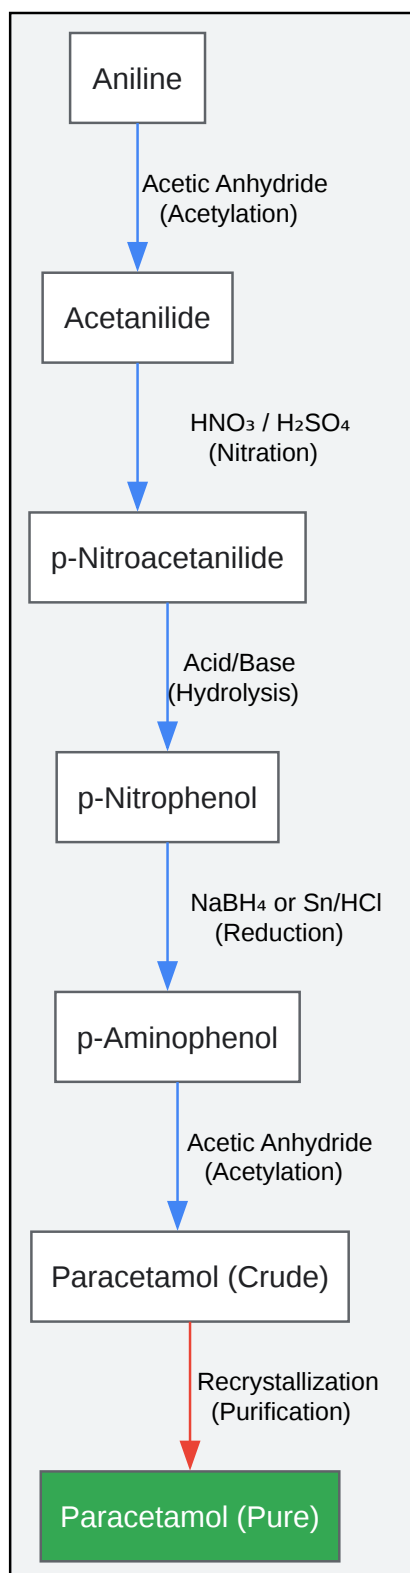 Aniline
Acetic Anhydride
(Acetylation)
Acetanilide
HNO₃ / H₂SO₄
(Nitration)
p-Nitroacetanilide
Acid/Base
(Hydrolysis)
p-Nitrophenol
NaBH₄ or Sn/HCl
(Reduction)
p-Aminophenol
Acetic Anhydride
(Acetylation)
Paracetamol (Crude)
Recrystallization
(Purification)
Paracetamol (Pure)